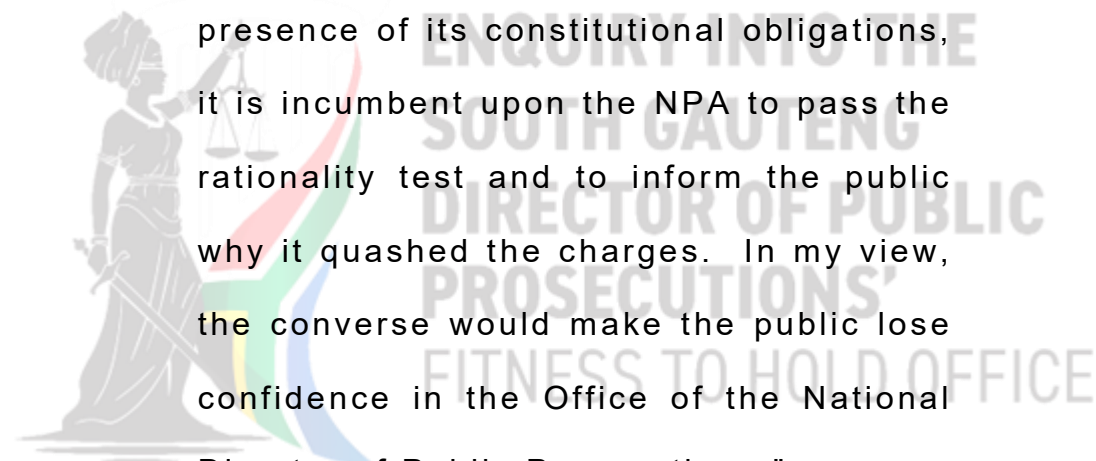 presence of its constitutional obligations,
it is incumbent upon the NPA to pass the
rationality test and to inform the public
why it quashed the charges. In my view,
the converse would make the public lose
confidence in the Office of the National
ENQUIRY INTO THE
SOUTH GAUTENG
DIRECTOR OF PUBLIC
PROSECUTIONS'
FITNESS TO HOLD OFFICE